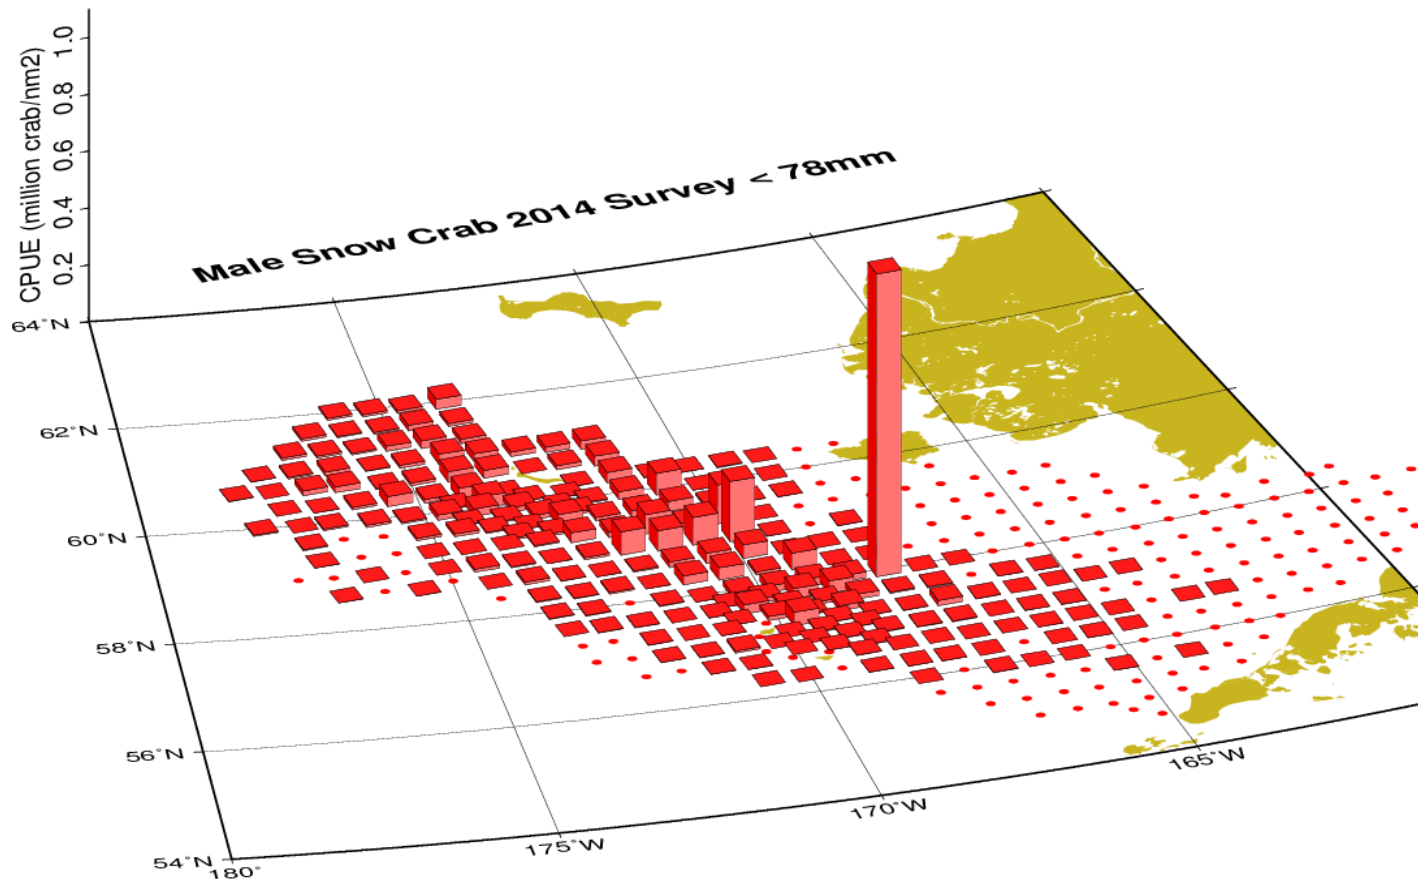 1.0
0.8
0.6
0.4
0.2
CPUE (million crab/nm2)
Male Snow Crab 2014 Survey < 78mm
64°N
62°N
60°N
58°N
56°N
54°N
180°
175°W
170°W
165°W